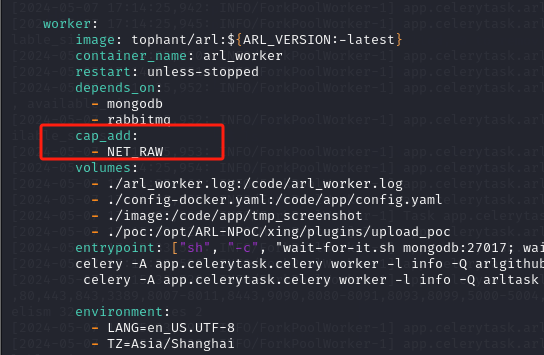 worker:
image: tophant/arl:${ARL_VERSION:-latest}
container_name: arl_worker
restart: unless-stopped
depends_on:
- mongodb
- rabbitmq
cap_add:
- NET_RAW
volumes:
- ./arl_worker.log:/code/arl_worker.log
- ./config-docker.yaml:/code/app/config.yaml
- ./image:/code/app/tmp_screenshot
- ./poc:/opt/ARL-NPoC/xing/plugins/upload_poc
entrypoint: ["sh", "-c", "wait-for-it.sh mongodb:27017; wai
celery -A app.celerytask.celery worker -l info -Q arlgithub
celery -A app.celerytask.celery worker -l info -Q arltask
environment:
- LANG=en_US.UTF-8
- TZ=Asia/Shanghai